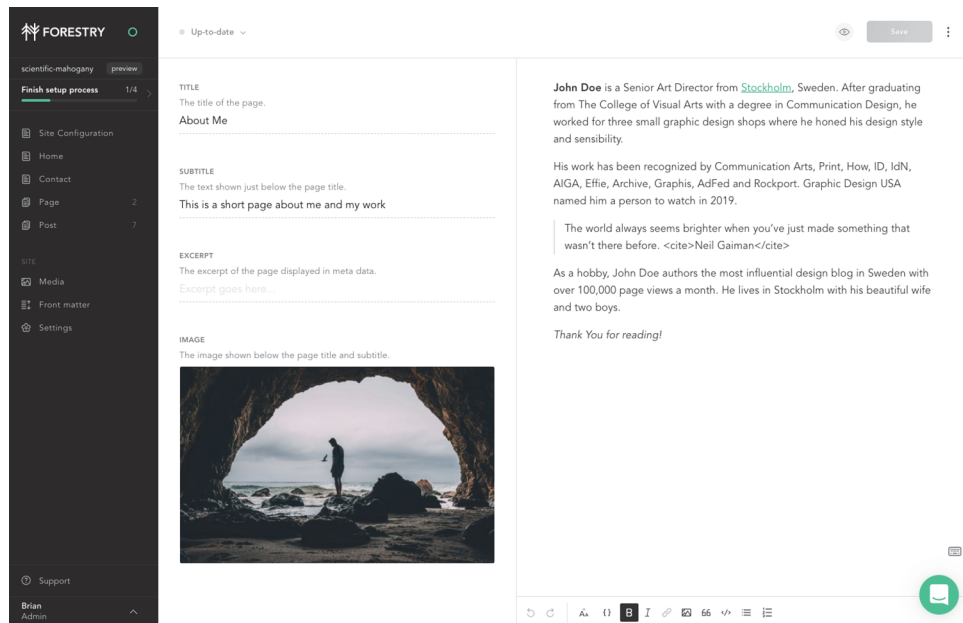 FORESTRY
Up-to-date
Save
scientific-mahogany
preview
Finish setup process
1/4
Site Configuration
Home
Contact
Page
2
Post
7
SITE
Media
Front matter
Settings
Support
Brian
Admin
TITLE
The title of the page.
About Me
SUBTITLE
The text shown just below the page title.
This is a short page about me and my work
EXCERPT
The excerpt of the page displayed in meta data.
Excerpt goes here...
IMAGE
The image shown below the page title and subtitle.
John Doe is a Senior Art Director from Stockholm, Sweden. After graduating
from The College of Visual Arts with a degree in Communication Design, he
worked for three small graphic design shops where he honed his design style
and sensibility.
His work has been recognized by Communication Arts, Print, How, ID, IdN,
AIGA, Effie, Archive, Graphis, AdFed and Rockport. Graphic Design USA
named him a person to watch in 2019.
The world always seems brighter when you’ve just made something that
wasn’t there before. <cite>Neil Gaiman</cite>
As a hobby, John Doe authors the most influential design blog in Sweden with
over 100,000 page views a month. He lives in Stockholm with his beautiful wife
and two boys.
Thank You for reading!
B
I